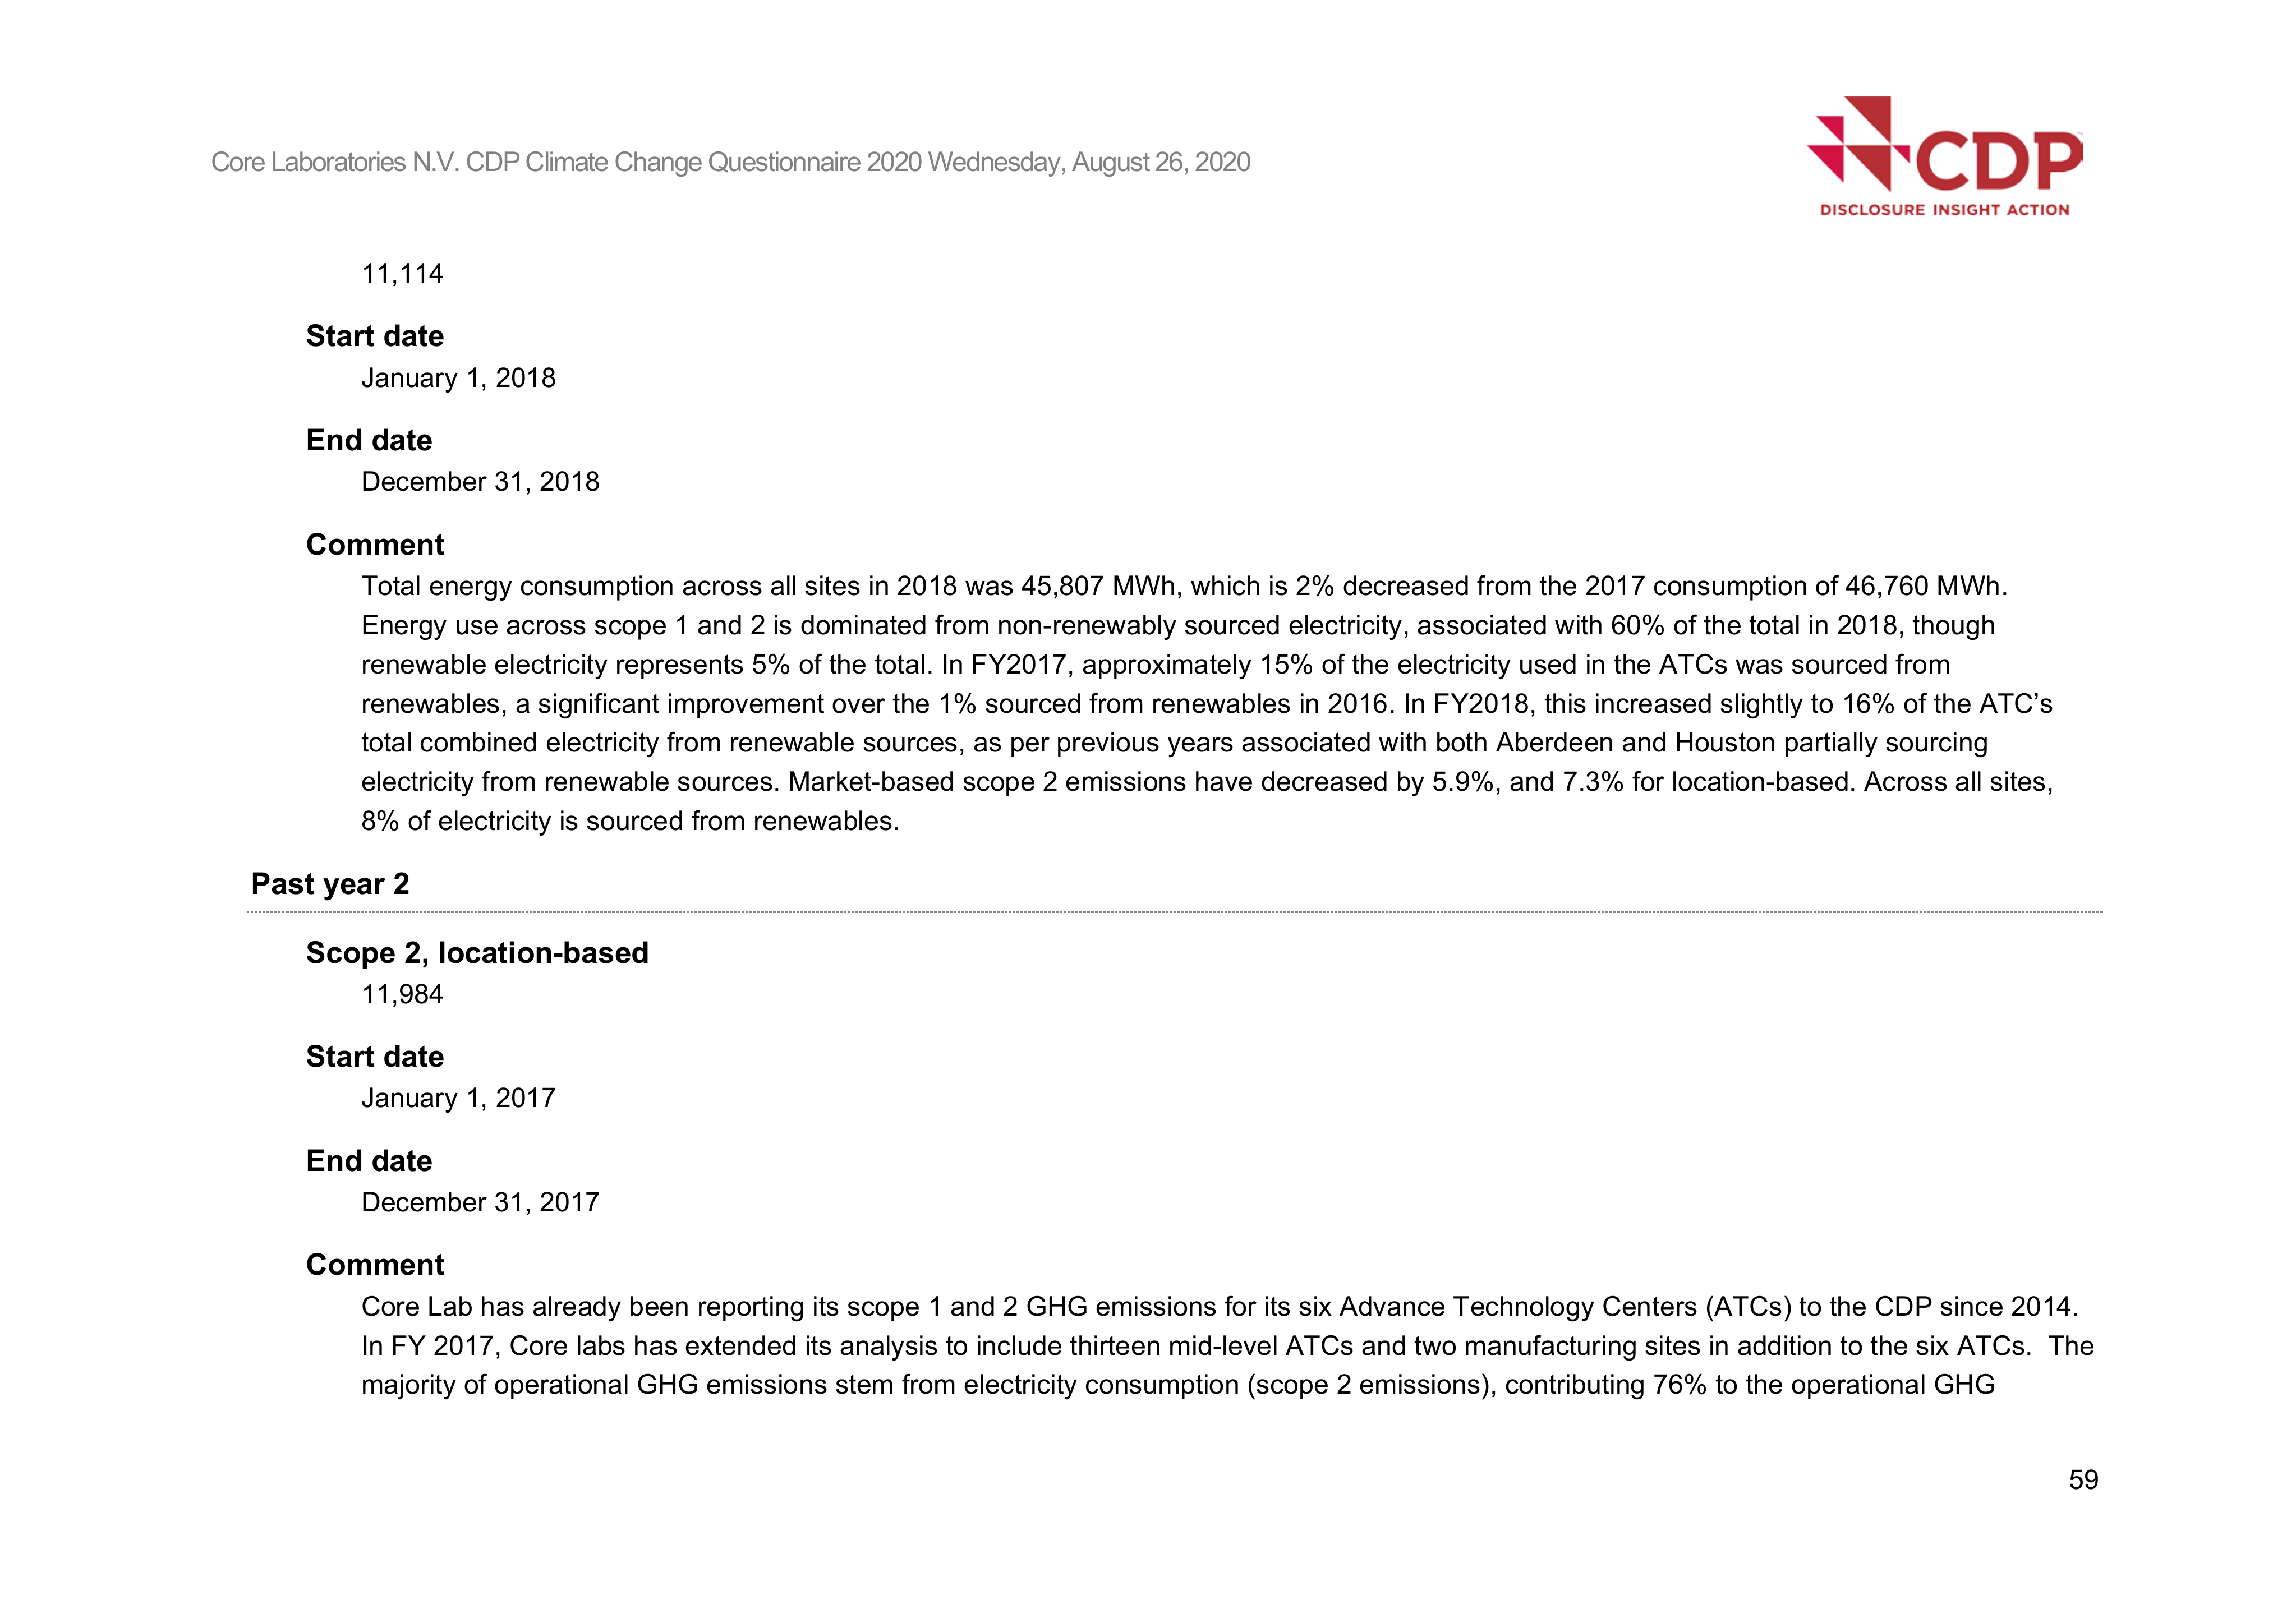 Core Laboratories N.V. CDP Climate Change Questionnaire 2020 Wednesday, August 26, 2020
CDP
DISCLOSURE INSIGHT ACTION
11,114
Start date
January 1, 2018
End date
December 31, 2018
Comment
Total energy consumption across all sites in 2018 was 45,807 MWh, which is 2% decreased from the 2017 consumption of 46,760 MWh.
Energy use across scope 1 and 2 is dominated from non-renewably sourced electricity, associated with 60% of the total in 2018, though
renewable electricity represents 5% of the total. In FY2017, approximately 15% of the electricity used in the ATCs was sourced from
renewables, a significant improvement over the 1% sourced from renewables in 2016. In FY2018, this increased slightly to 16% of the ATC’s
total combined electricity from renewable sources, as per previous years associated with both Aberdeen and Houston partially sourcing
electricity from renewable sources. Market-based scope 2 emissions have decreased by 5.9%, and 7.3% for location-based. Across all sites,
8% of electricity is sourced from renewables.
Past year 2
Scope 2, location-based
11,984
Start date
January 1, 2017
End date
December 31, 2017
Comment
Core Lab has already been reporting its scope 1 and 2 GHG emissions for its six Advance Technology Centers (ATCs) to the CDP since 2014.
In FY 2017, Core labs has extended its analysis to include thirteen mid-level ATCs and two manufacturing sites in addition to the six ATCs.  The
majority of operational GHG emissions stem from electricity consumption (scope 2 emissions), contributing 76% to the operational GHG
59